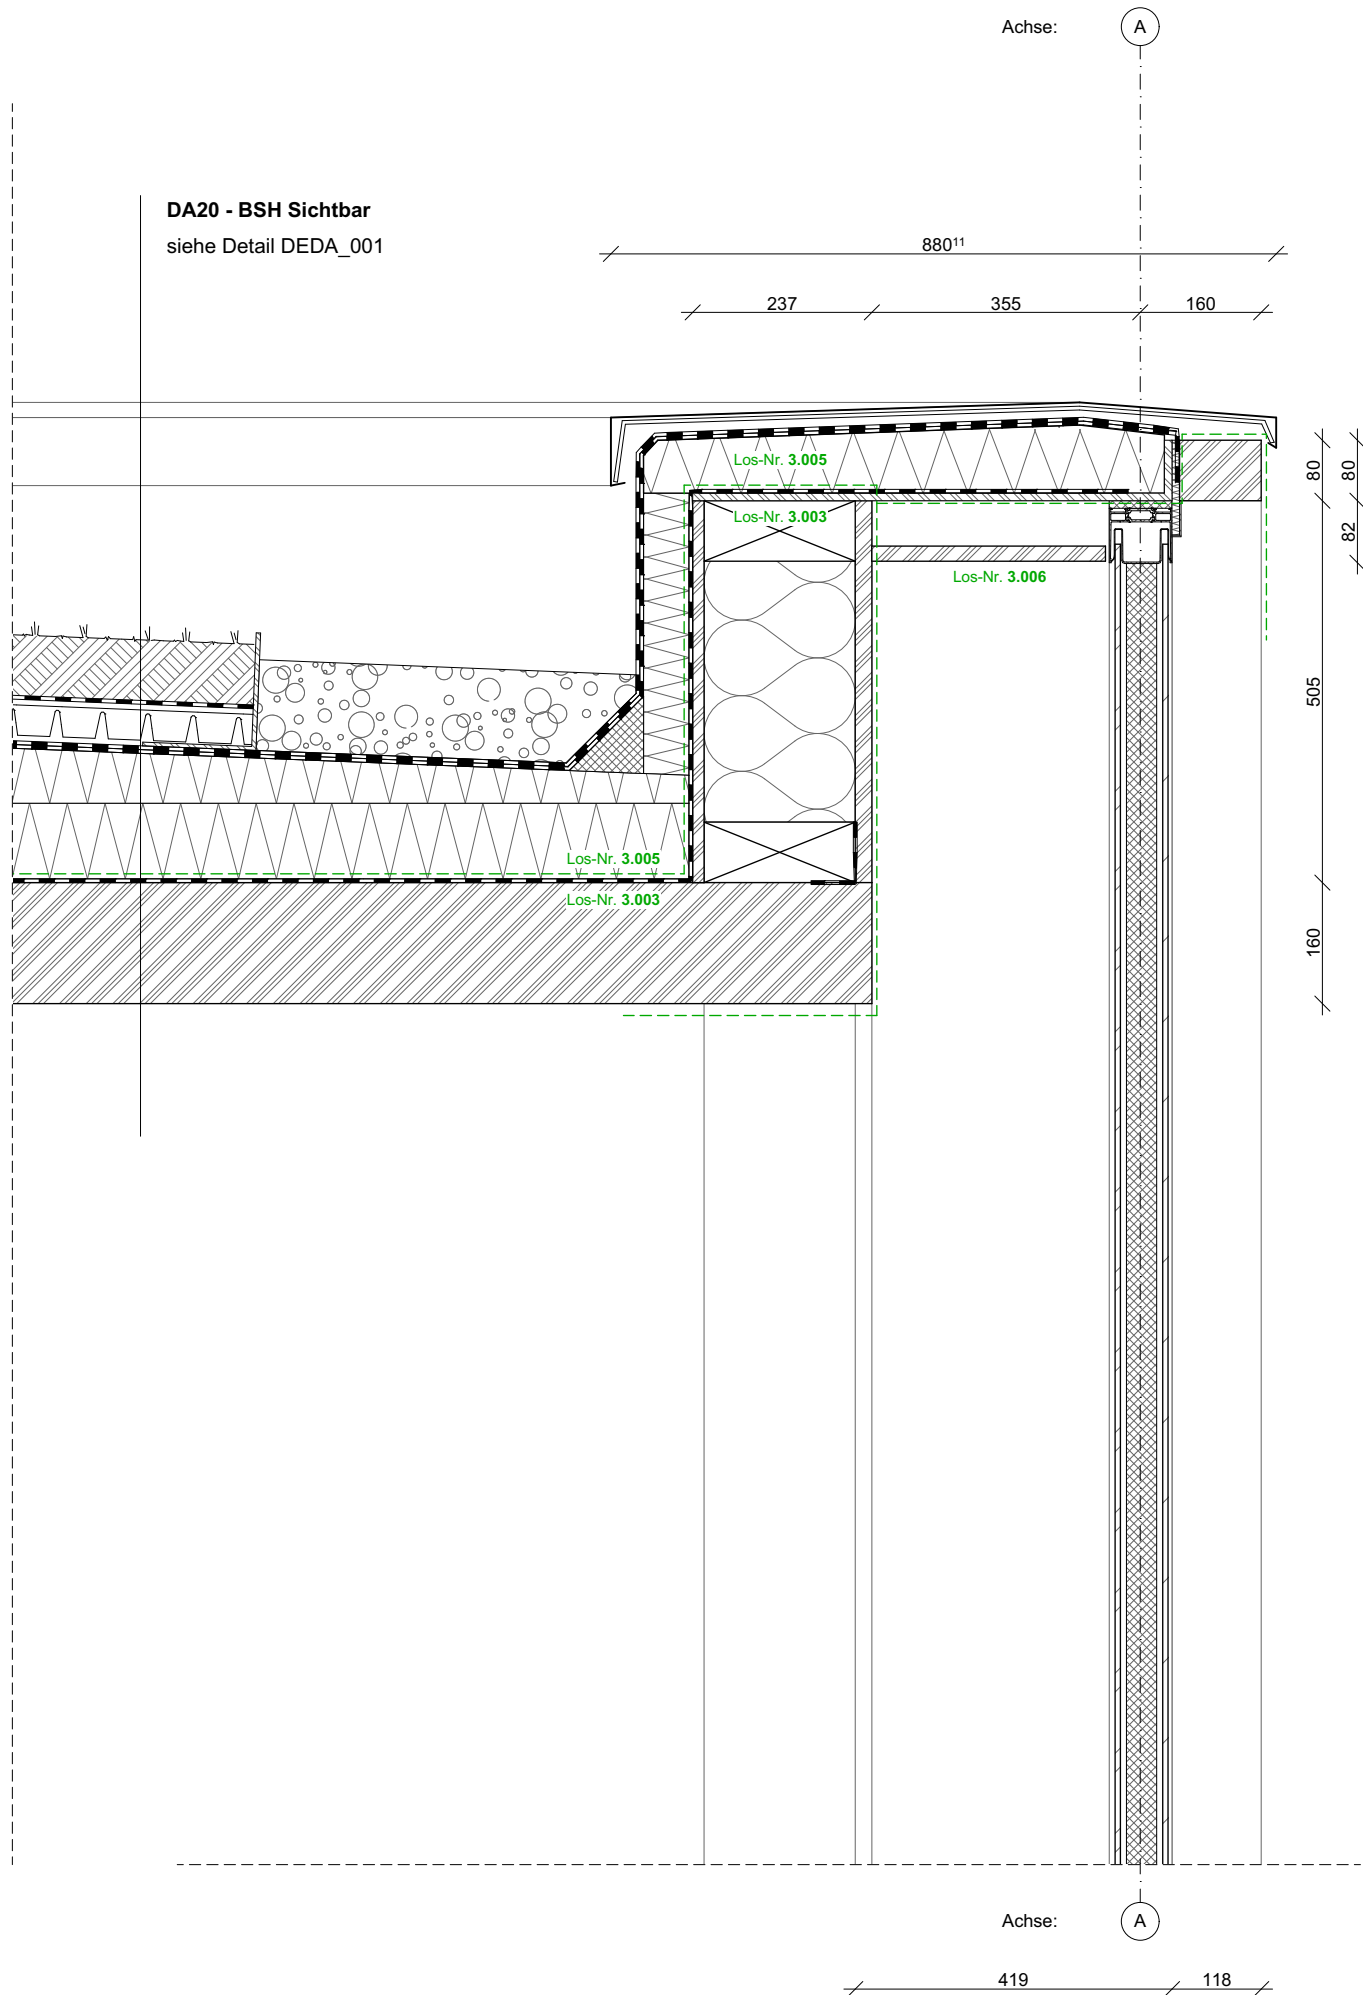 Achse: A
DA20 - BSH Sichtbar
siehe Detail DEDA_001
880¹¹
237 355 160
Los-Nr. 3.005
80 80
Los-Nr. 3.003
82
Los-Nr. 3.006
505
Los-Nr. 3.005
Los-Nr. 3.003
160
Achse: A
419 118